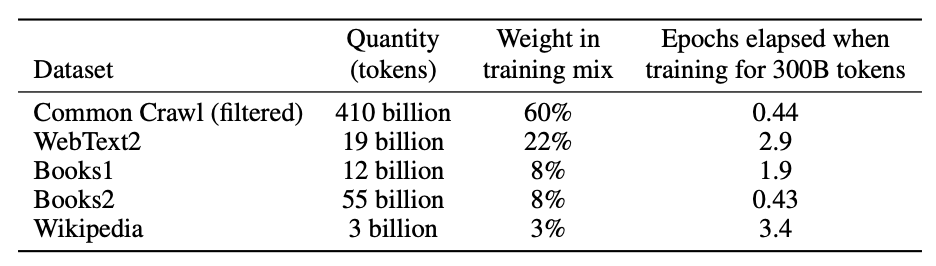 Dataset Quantity (tokens) Weight in training mix Epochs elapsed when training for 300B tokens
Common Crawl (filtered) 410 billion 60% 0.44
WebText2 19 billion 22% 2.9
Books1 12 billion 8% 1.9
Books2 55 billion 8% 0.43
Wikipedia 3 billion 3% 3.4